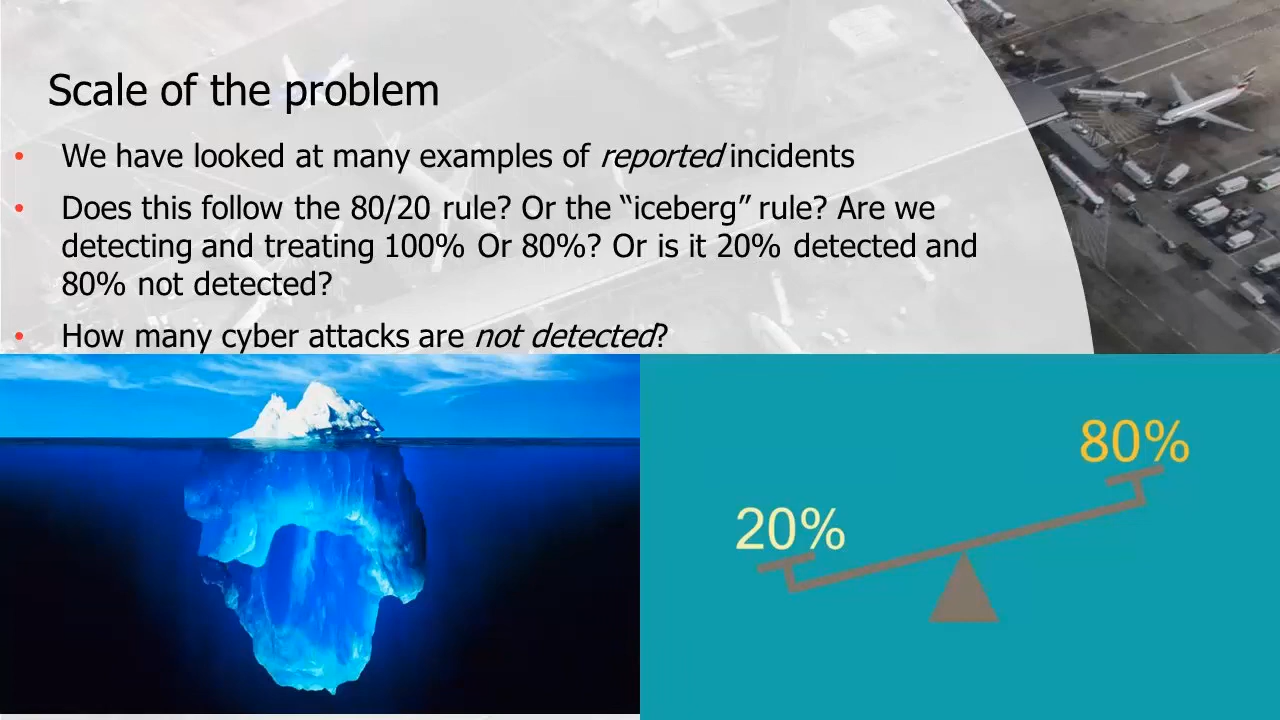 Scale of the problem
• We have looked at many examples of reported incidents
• Does this follow the 80/20 rule? Or the “iceberg” rule? Are we
detecting and treating 100% Or 80%? Or is it 20% detected and
80% not detected?
• How many cyber attacks are not detected?
80%
20%